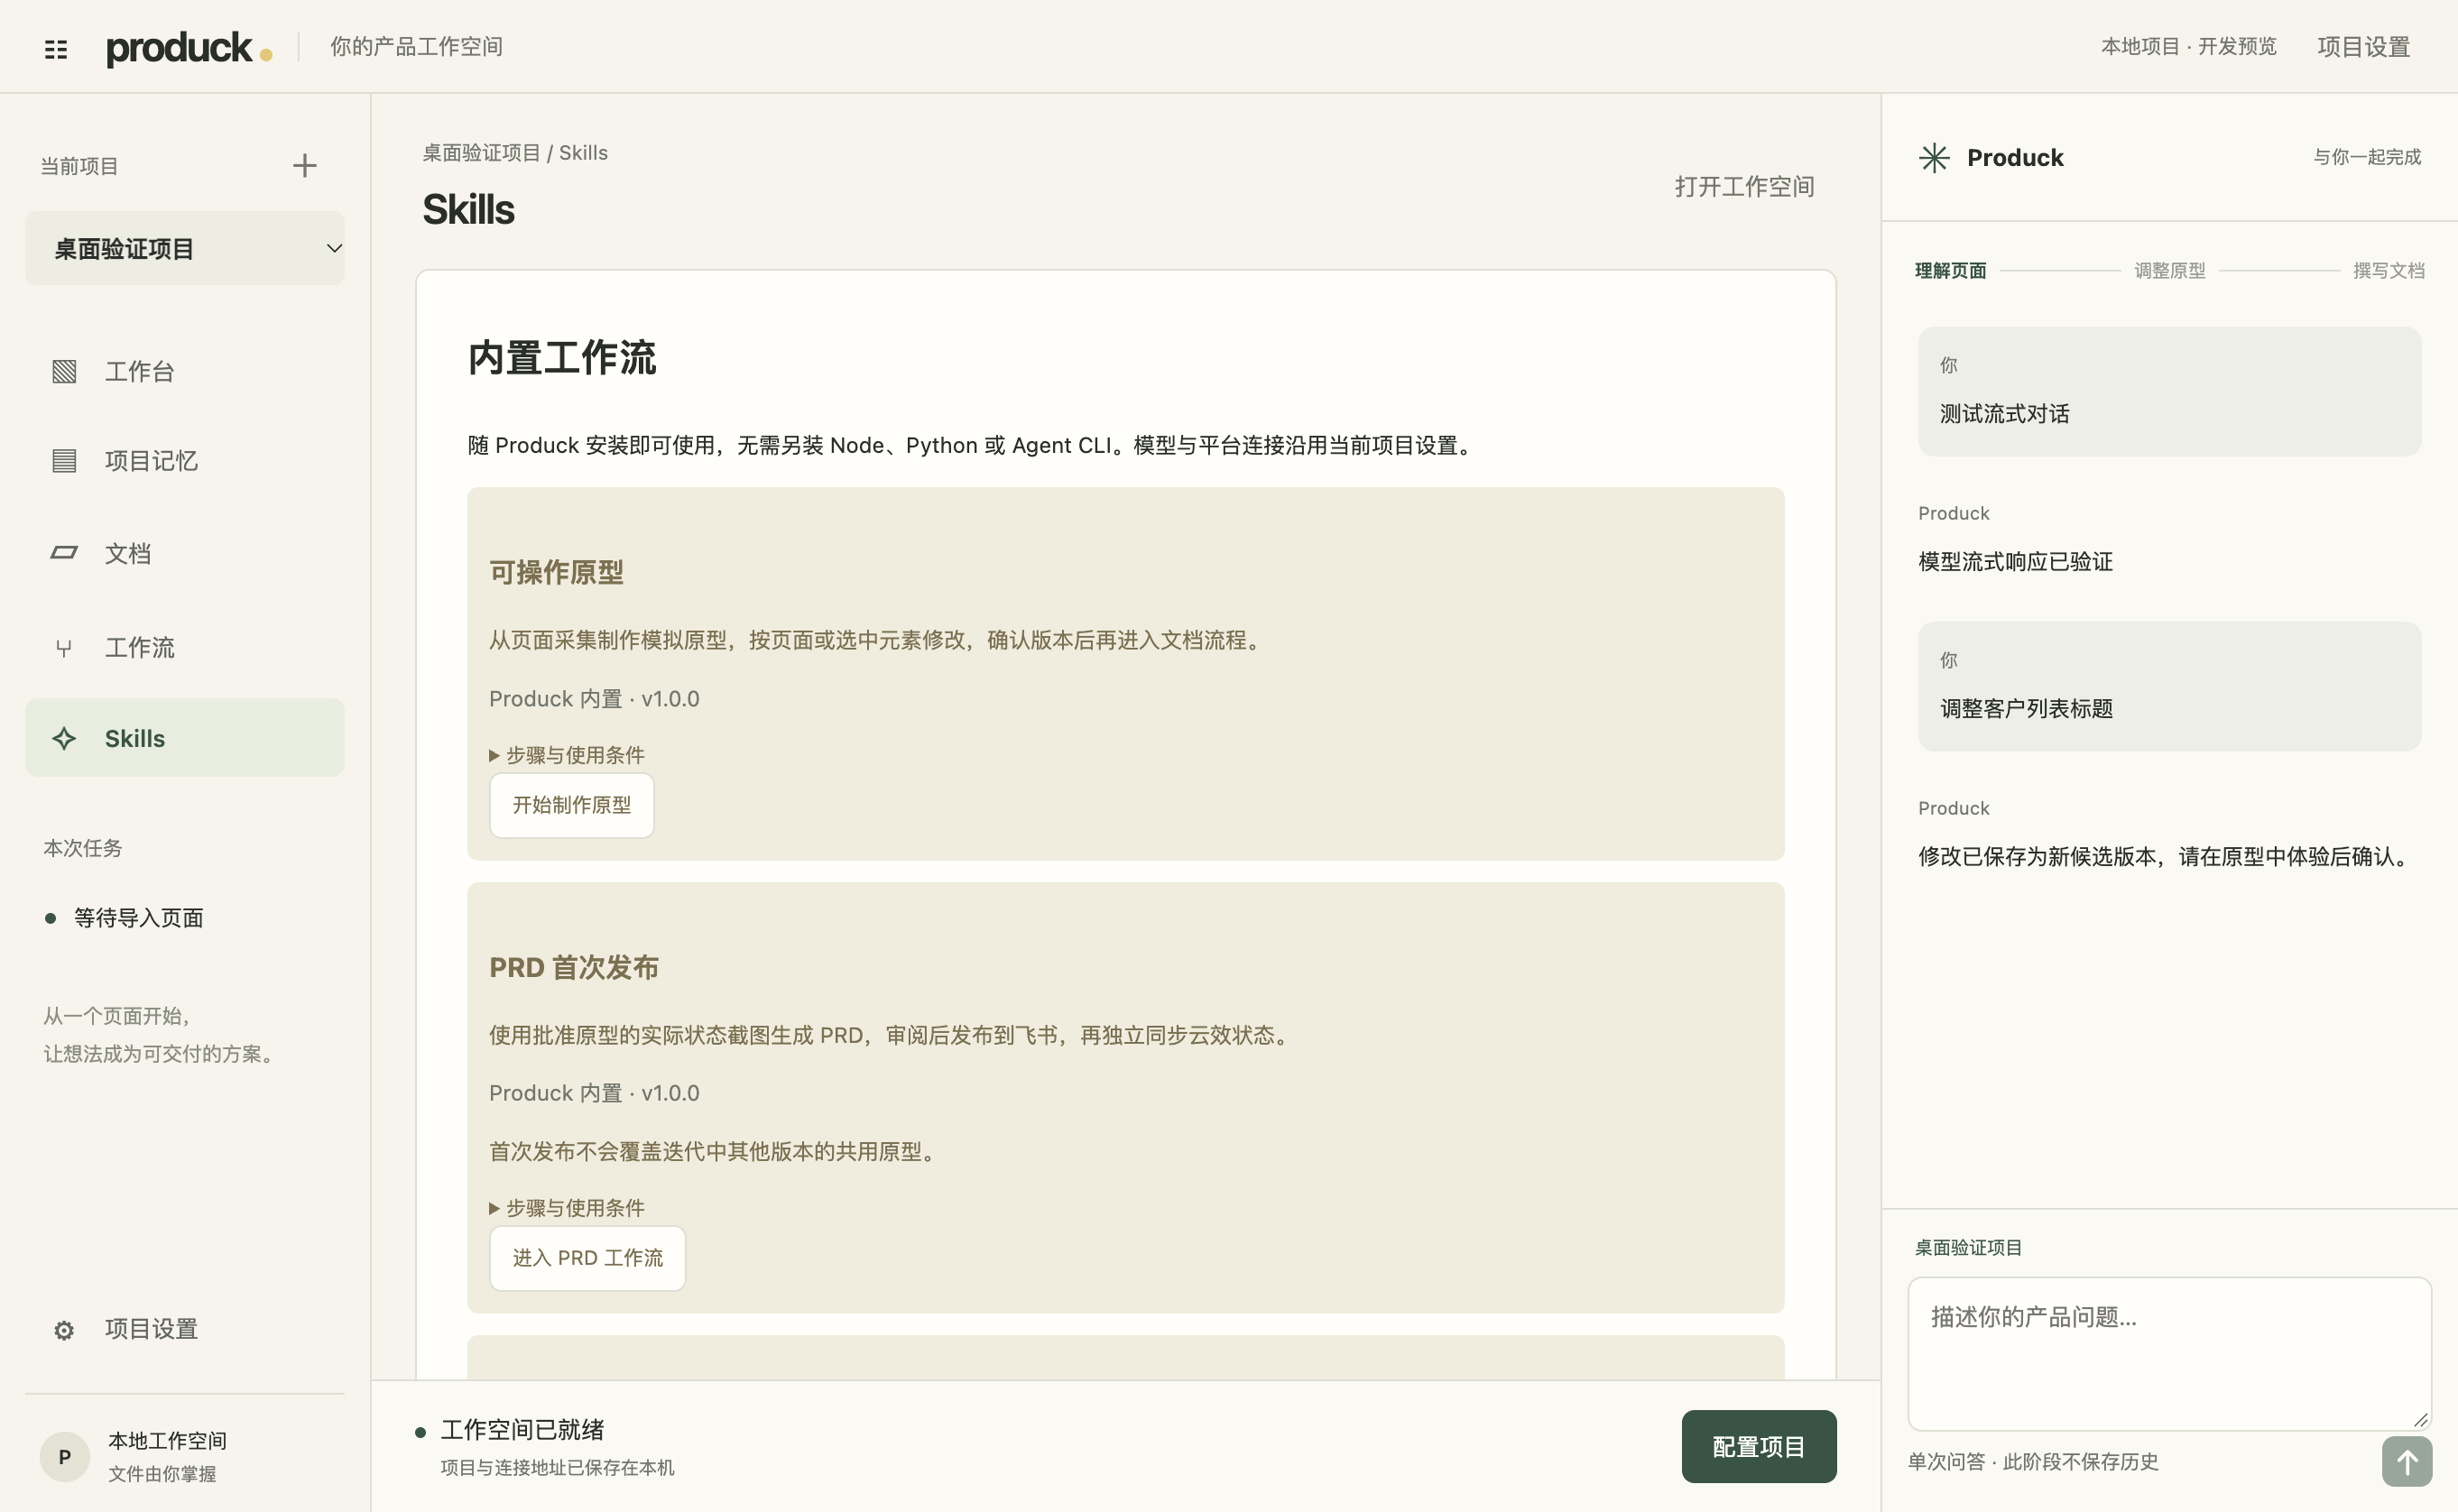 produck.
你的产品工作空间
本地项目 · 开发预览
项目设置
当前项目
桌面验证项目
工作台
项目记忆
文档
工作流
Skills
本次任务
等待导入页面
从一个页面开始，
让想法成为可交付的方案。
项目设置
P
本地工作空间
文件由你掌握
桌面验证项目 / Skills
Skills
打开工作空间
内置工作流
随 Produck 安装即可使用，无需另装 Node、Python 或 Agent CLI。模型与平台连接沿用当前项目设置。
可操作原型
从页面采集制作模拟原型，按页面或选中元素修改，确认版本后再进入文档流程。
Produck 内置 · v1.0.0
步骤与使用条件
开始制作原型
PRD 首次发布
使用批准原型的实际状态截图生成 PRD，审阅后发布到飞书，再独立同步云效状态。
Produck 内置 · v1.0.0
首次发布不会覆盖迭代中其他版本的共用原型。
步骤与使用条件
进入 PRD 工作流
工作空间已就绪
项目与连接地址已保存在本机
配置项目
Produck
与你一起完成
理解页面
调整原型
撰写文档
你
测试流式对话
Produck
模型流式响应已验证
你
调整客户列表标题
Produck
修改已保存为新候选版本，请在原型中体验后确认。
桌面验证项目
描述你的产品问题...
单次问答 · 此阶段不保存历史